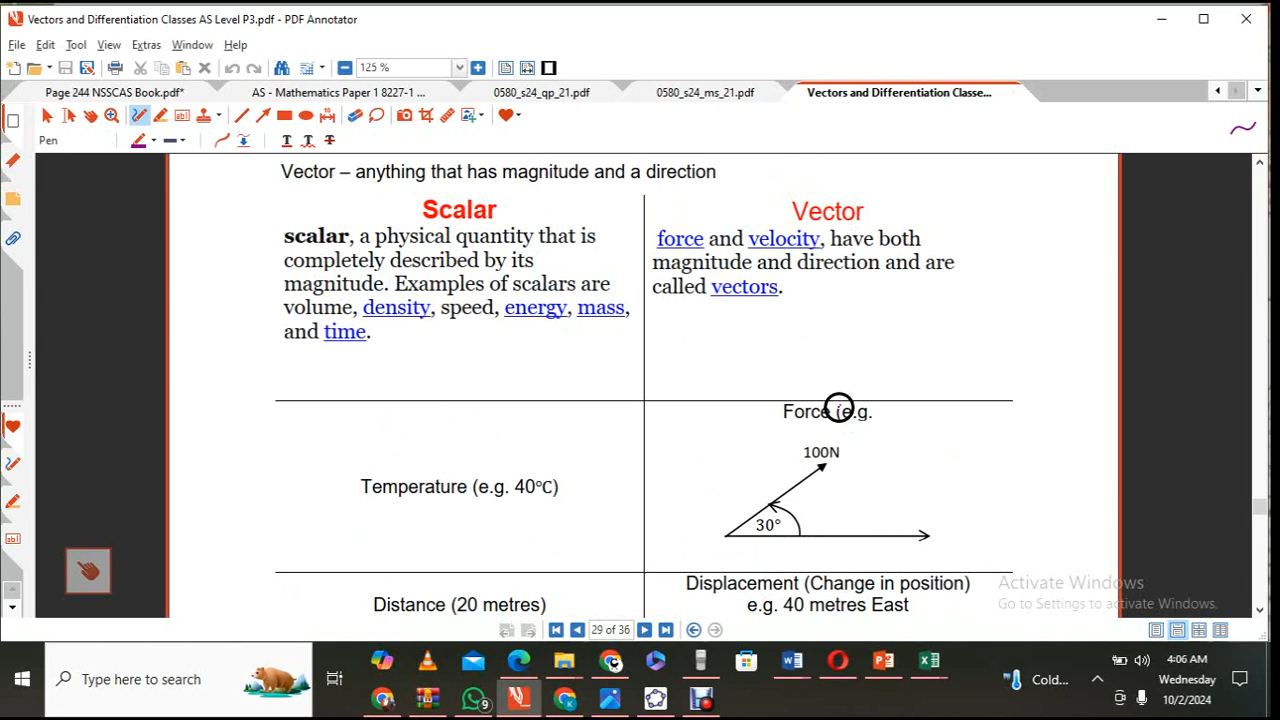 Vectors and Differentiation Classes AS Level P3.pdf - PDF Annotator
File Edit Tool View Extras Window Help
125 %
Page 244 NSSCAS Book.pdf* AS - Mathematics Paper 1 8227-1 ... 0580_s24_qp_21.pdf 0580_s24_ms_21.pdf Vectors and Differentiation Classe...
Pen
Vector – anything that has magnitude and a direction
Scalar
scalar, a physical quantity that is
completely described by its
magnitude. Examples of scalars are
volume, density, speed, energy, mass,
and time.
Vector
force and velocity, have both
magnitude and direction and are
called vectors.
Temperature (e.g. 40°C)
Force (e.g.
100N
30°
Distance (20 metres)
Displacement (Change in position)
e.g. 40 metres East
Activate Windows
Go to Settings to activate Windows.
29 of 36
Type here to search
9
Cold...
4:06 AM
Wednesday
10/2/2024